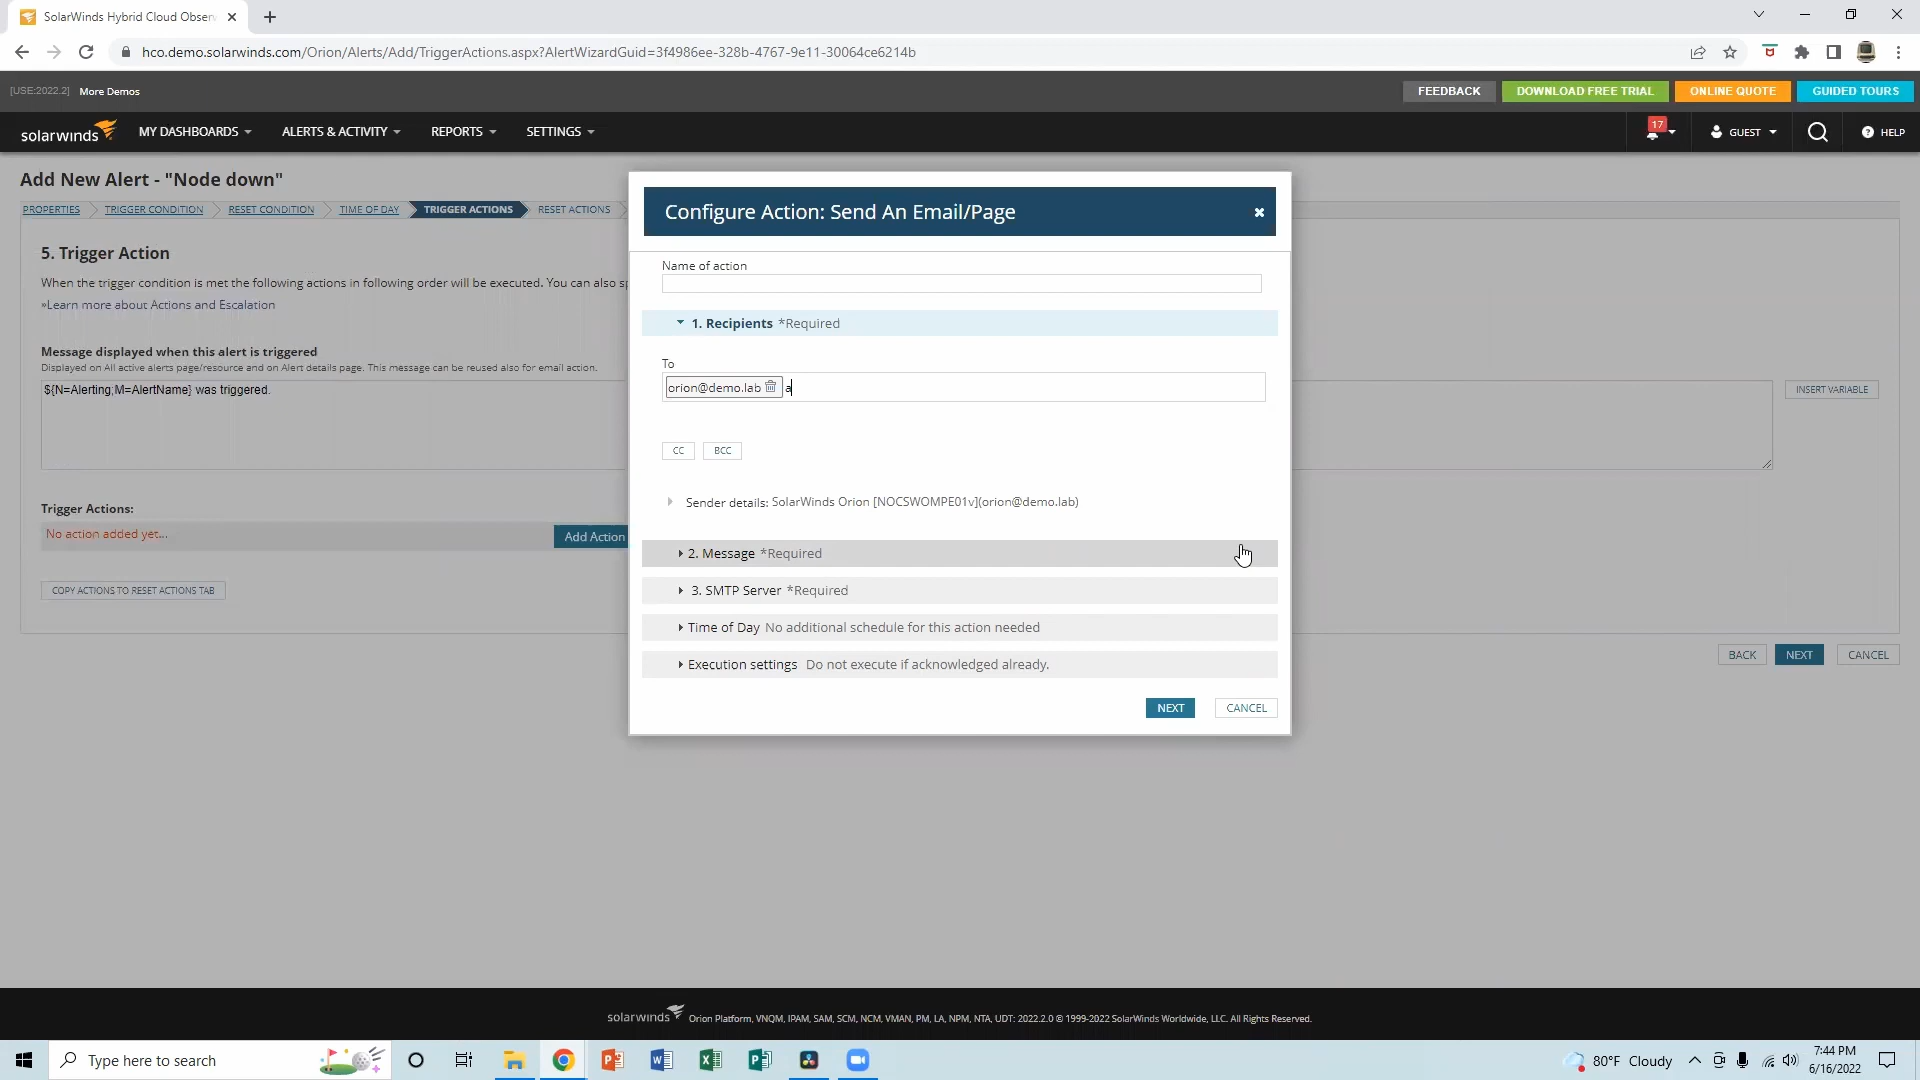 SolarWinds Hybrid Cloud Obser
hco.demo.solarwinds.com/Orion/Alerts/Add/TriggerActions.aspx?AlertWizardGuid=3f4986ee-328b-4767-9e11-30064ce6214b
[USE:2022.2] More Demos
FEEDBACK
DOWNLOAD FREE TRIAL
ONLINE QUOTE
GUIDED TOURS
solarwinds
MY DASHBOARDS
ALERTS & ACTIVITY
REPORTS
SETTINGS
17
GUEST
HELP
Add New Alert - "Node down"
PROPERTIES
TRIGGER CONDITION
RESET CONDITION
TIME OF DAY
TRIGGER ACTIONS
RESET ACTIONS
5. Trigger Action
When the trigger condition is met the following actions in following order will be executed. You can also s
»Learn more about Actions and Escalation
Message displayed when this alert is triggered
Displayed on All active alerts page/resource and on Alert details page. This message can be reused also for email action.
${N=Alerting;M=AlertName} was triggered.
INSERT VARIABLE
Trigger Actions:
No action added yet...
Add Action
COPY ACTIONS TO RESET ACTIONS TAB
BACK
NEXT
CANCEL
Configure Action: Send An Email/Page
Name of action
1. Recipients *Required
To
orion@demo.lab a
CC
BCC
Sender details: SolarWinds Orion [NOCSWOMPE01v](orion@demo.lab)
2. Message *Required
3. SMTP Server *Required
Time of Day No additional schedule for this action needed
Execution settings Do not execute if acknowledged already.
NEXT
CANCEL
solarwinds Orion Platform, VNQM, IPAM, SAM, SCM, NCM, VMAN, PM, LA, NPM, NTA, UDT: 2022.2.0 © 1999-2022 SolarWinds Worldwide, LLC. All Rights Reserved.
Type here to search
80°F Cloudy
7:44 PM
6/16/2022